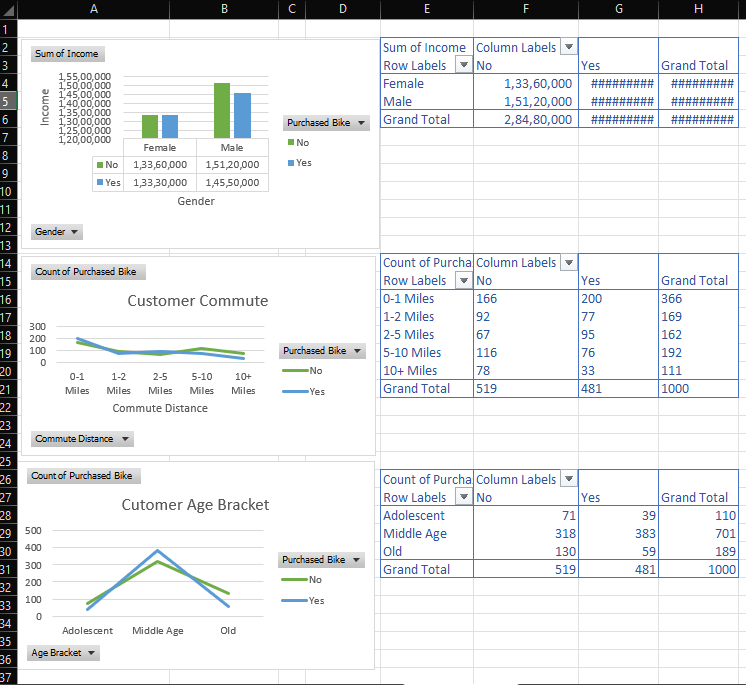 A B C D E F G H
1
2 Sum of Income Column Labels
3 Row Labels No Yes Grand Total
4 Female 1,33,60,000 ######### #########
5 Male 1,51,20,000 ######### #########
6 Grand Total 2,84,80,000 ######### #########
7
8
9
10
11
12
13
14 Count of Purcha Column Labels
15 Row Labels No Yes Grand Total
16 0-1 Miles 166 200 366
17 1-2 Miles 92 77 169
18 2-5 Miles 67 95 162
19 5-10 Miles 116 76 192
20 10+ Miles 78 33 111
21 Grand Total 519 481 1000
22
23
24
25
26 Count of Purcha Column Labels
27 Row Labels No Yes Grand Total
28 Adolescent 71 39 110
29 Middle Age 318 383 701
30 Old 130 59 189
31 Grand Total 519 481 1000
32
33
34
35
36
37
Sum of Income
Income
1,55,00,000
1,50,00,000
1,45,00,000
1,40,00,000
1,35,00,000
1,30,00,000
1,25,00,000
1,20,00,000
Female Male
No 1,33,60,000 1,51,20,000
Yes 1,33,30,000 1,45,50,000
Gender
Purchased Bike
No
Yes
Gender
Count of Purchased Bike
Customer Commute
300
200
100
0
0-1 1-2 2-5 5-10 10+
Miles Miles Miles Miles Miles
Commute Distance
Purchased Bike
No
Yes
Commute Distance
Count of Purchased Bike
Cutomer Age Bracket
500
400
300
200
100
0
Adolescent Middle Age Old
Purchased Bike
No
Yes
Age Bracket